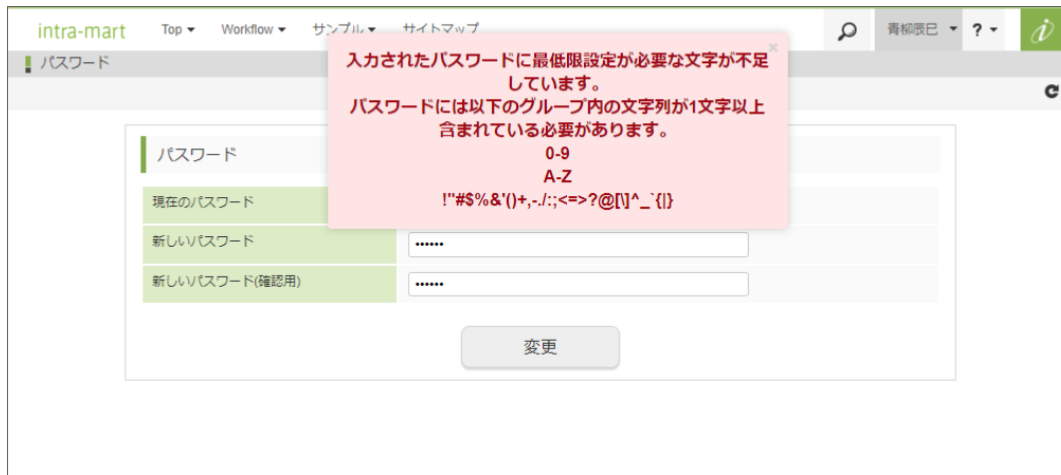 intra-mart Top Workflow サンプル サイトマップ 青柳辰巳 ?
パスワード
入力されたパスワードに最低限設定が必要な文字が不足
しています。
パスワードには以下のグループ内の文字列が1文字以上
含まれている必要があります。
0-9
A-Z
!"#$%&'()+,-./:;<=>?@[\]^_`{|}
パスワード
現在のパスワード
新しいパスワード ••••••
新しいパスワード(確認用) ••••••
変更